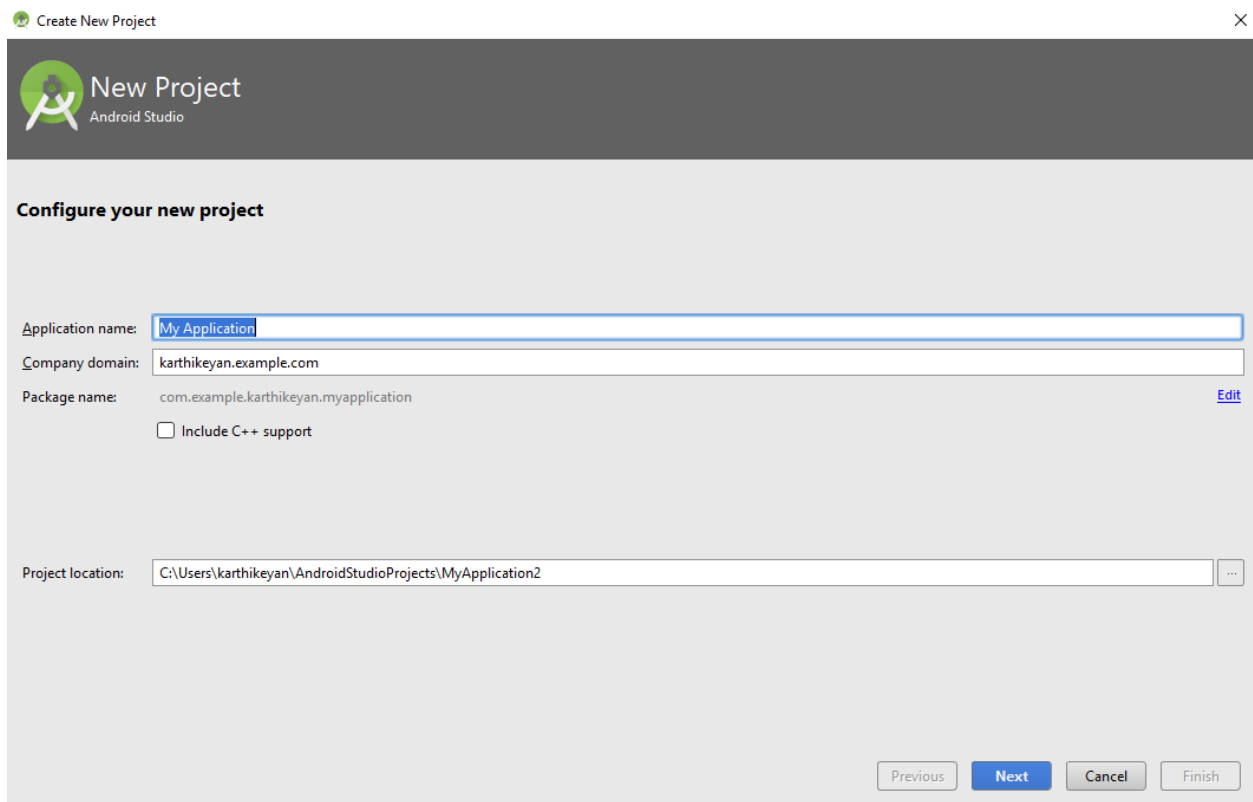 Create New Project
New Project
Android Studio
Configure your new project
Application name: My Application
Company domain: karthikeyan.example.com
Package name: com.example.karthikeyan.myapplication Edit
Include C++ support
Project location: C:\Users\karthikeyan\AndroidStudioProjects\MyApplication2 ...
Previous Next Cancel Finish